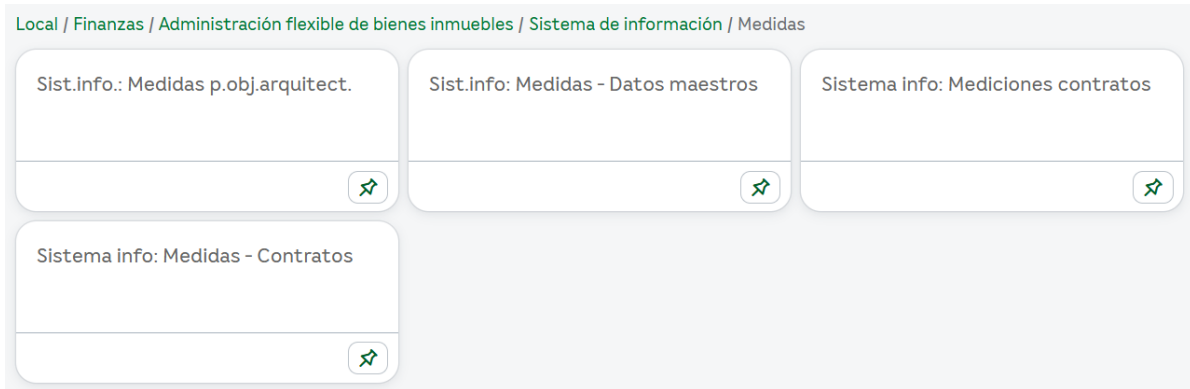 Local / Finanzas / Administración flexible de bienes inmuebles / Sistema de información / Medidas
Sist.info.: Medidas p.obj.arquitect.
Sist.info: Medidas - Datos maestros
Sistema info: Mediciones contratos
Sistema info: Medidas - Contratos